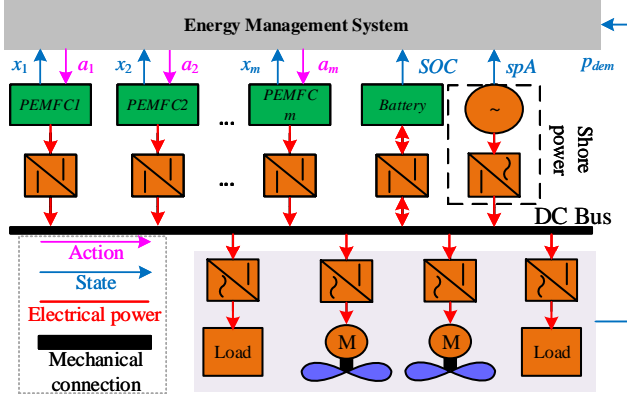 Energy Management System
x1 a1 x2 a2 xm am SOC spA pdem
PEMFC1 PEMFC2 ... PEMFC m Battery ~
Shore power
...
DC Bus
Action
State
Electrical power
Mechanical connection
Load M M Load